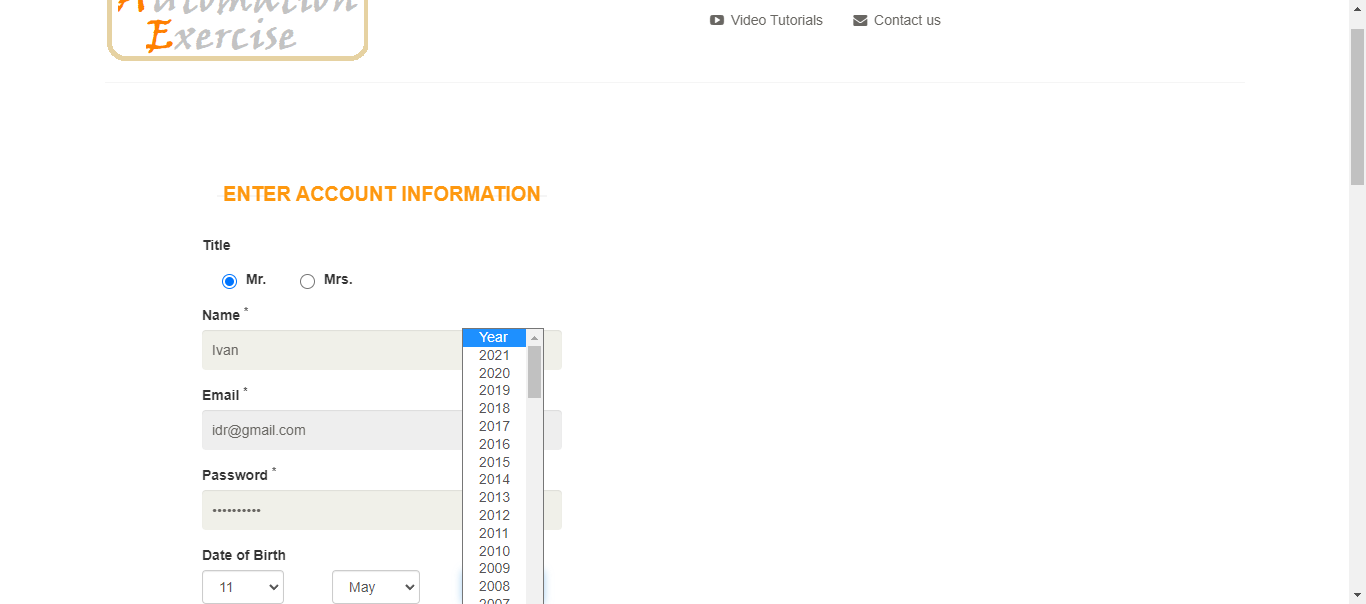 Automation
Exercise
Video Tutorials
Contact us
ENTER ACCOUNT INFORMATION
Title
Mr.
Mrs.
Name *
Ivan
Email *
idr@gmail.com
Password *
••••••••••
Date of Birth
11
May
Year
2021
2020
2019
2018
2017
2016
2015
2014
2013
2012
2011
2010
2009
2008
2007